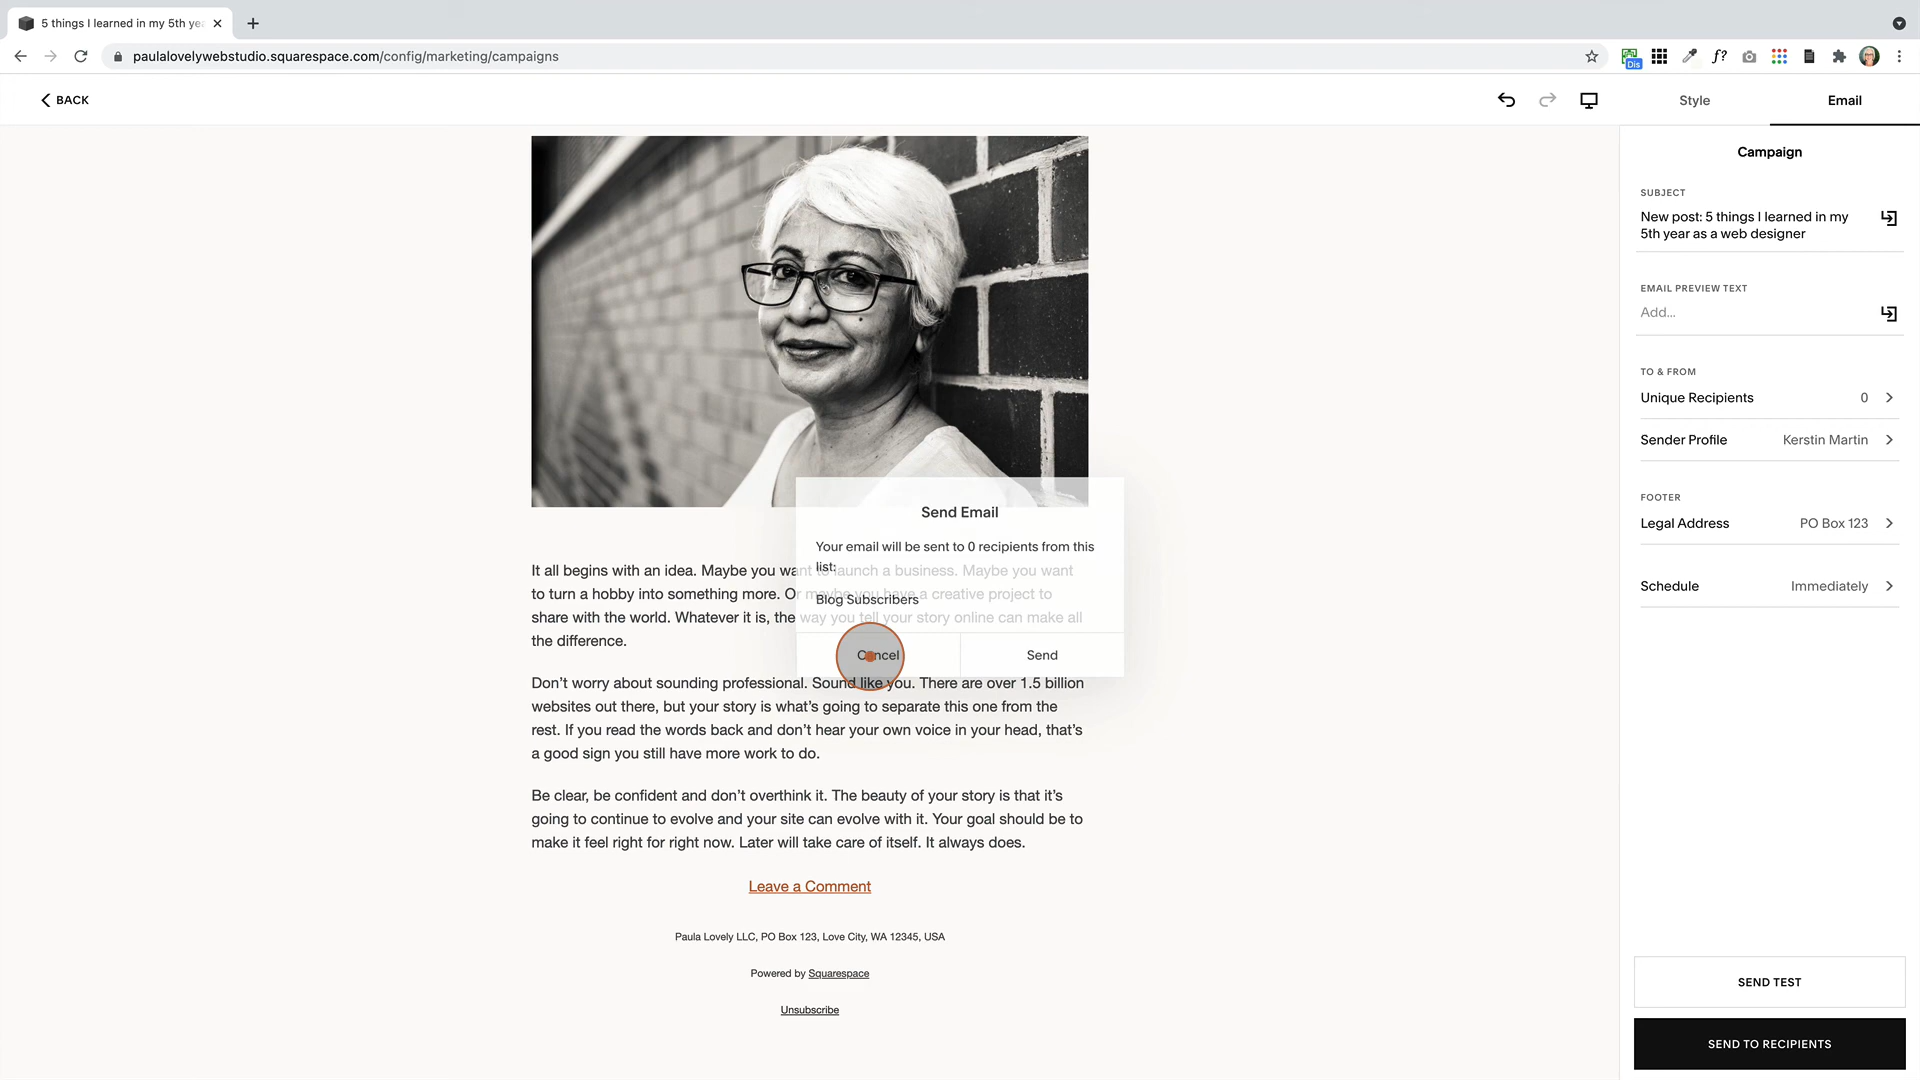 5 things I learned in my 5th ye
paulalovelywebstudio.squarespace.com/config/marketing/campaigns
f?
Dis
BACK
Style
Email
Campaign
SUBJECT
New post: 5 things I learned in my
5th year as a web designer
EMAIL PREVIEW TEXT
Add...
TO & FROM
Unique Recipients 0
Sender Profile Kerstin Martin
FOOTER
Legal Address PO Box 123
Schedule Immediately
SEND TEST
SEND TO RECIPIENTS
Send Email
Your email will be sent to 0 recipients from this
list:
Blog Subscribers
Cancel Send
It all begins with an idea. Maybe you want to launch a business. Maybe you want
to turn a hobby into something more. Or maybe you have a creative project to
share with the world. Whatever it is, the way you tell your story online can make all
the difference.
Don’t worry about sounding professional. Sound like you. There are over 1.5 billion
websites out there, but your story is what’s going to separate this one from the
rest. If you read the words back and don’t hear your own voice in your head, that’s
a good sign you still have more work to do.
Be clear, be confident and don’t overthink it. The beauty of your story is that it’s
going to continue to evolve and your site can evolve with it. Your goal should be to
make it feel right for right now. Later will take care of itself. It always does.
Leave a Comment
Paula Lovely LLC, PO Box 123, Love City, WA 12345, USA
Powered by Squarespace
Unsubscribe